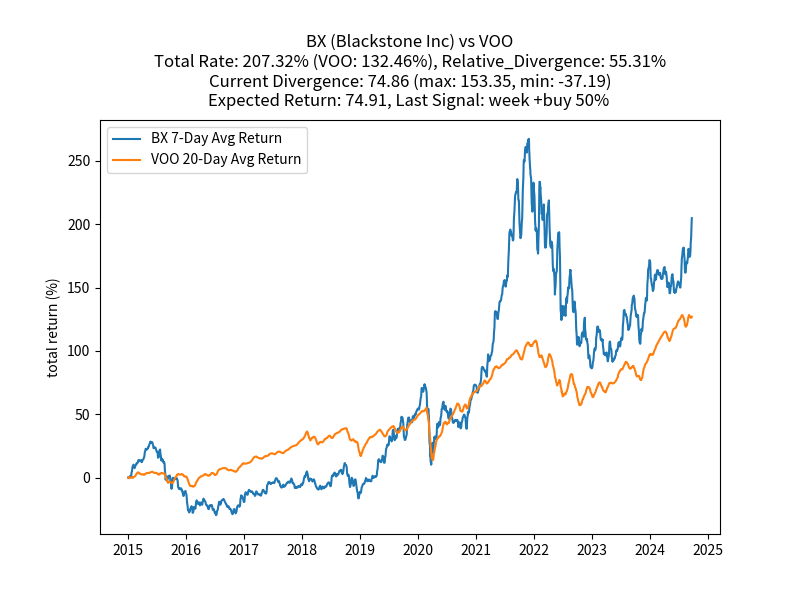 BX (Blackstone Inc) vs VOO
Total Rate: 207.32% (VOO: 132.46%), Relative_Divergence: 55.31%
Current Divergence: 74.86 (max: 153.35, min: -37.19)
Expected Return: 74.91, Last Signal: week +buy 50%
BX 7-Day Avg Return
VOO 20-Day Avg Return
total return (%)
250
200
150
100
50
0
2015 2016 2017 2018 2019 2020 2021 2022 2023 2024 2025